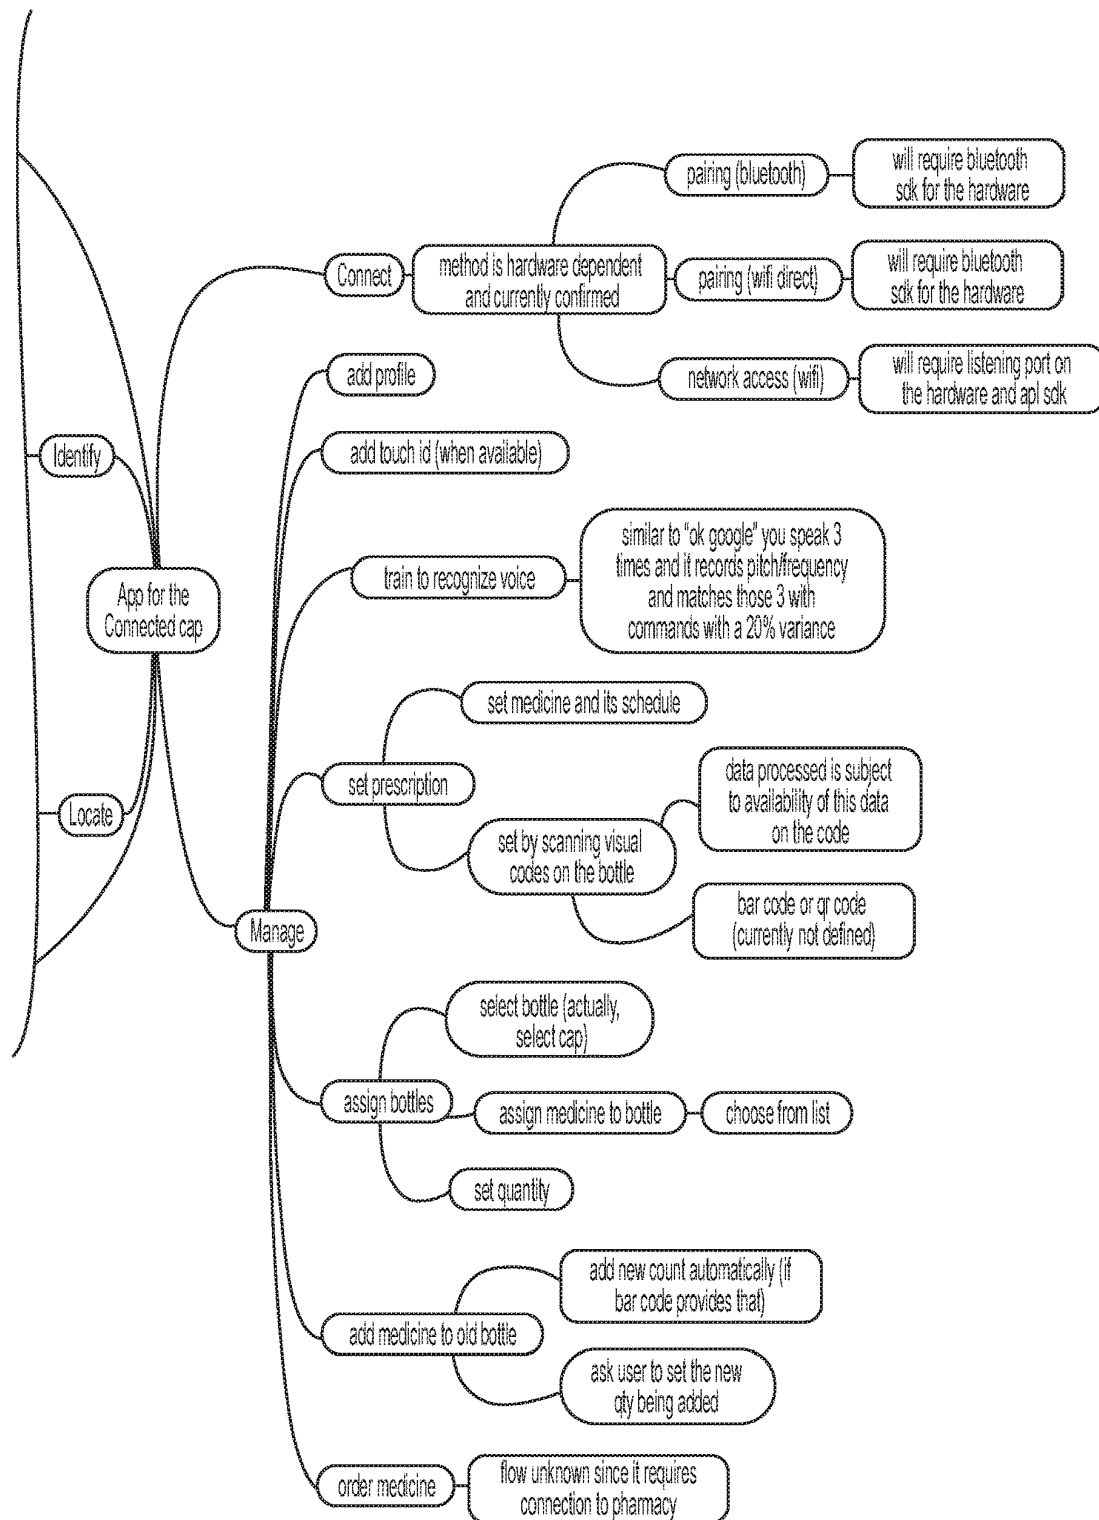 pairing (bluetooth)
will require bluetooth
sdk for the hardware
Connect
method is hardware dependent
and currently confirmed
pairing (wifi direct)
will require bluetooth
sdk for the hardware
network access (wifi)
will require listening port on
the hardware and apl sdk
add profile
add touch id (when available)
Identify
train to recognize voice
similar to "ok google" you speak 3
times and it records pitch/frequency
and matches those 3 with
commands with a 20% variance
App for the
Connected cap
set medicine and its schedule
set prescription
data processed is subject
to availability of this data
on the code
Locate
set by scanning visual
codes on the bottle
bar code or qr code
(currently not defined)
Manage
select bottle (actually,
select cap)
assign bottles
assign medicine to bottle
choose from list
set quantity
add new count automatically (if
bar code provides that)
add medicine to old bottle
ask user to set the new
qty being added
order medicine
flow unknown since it requires
connection to pharmacy